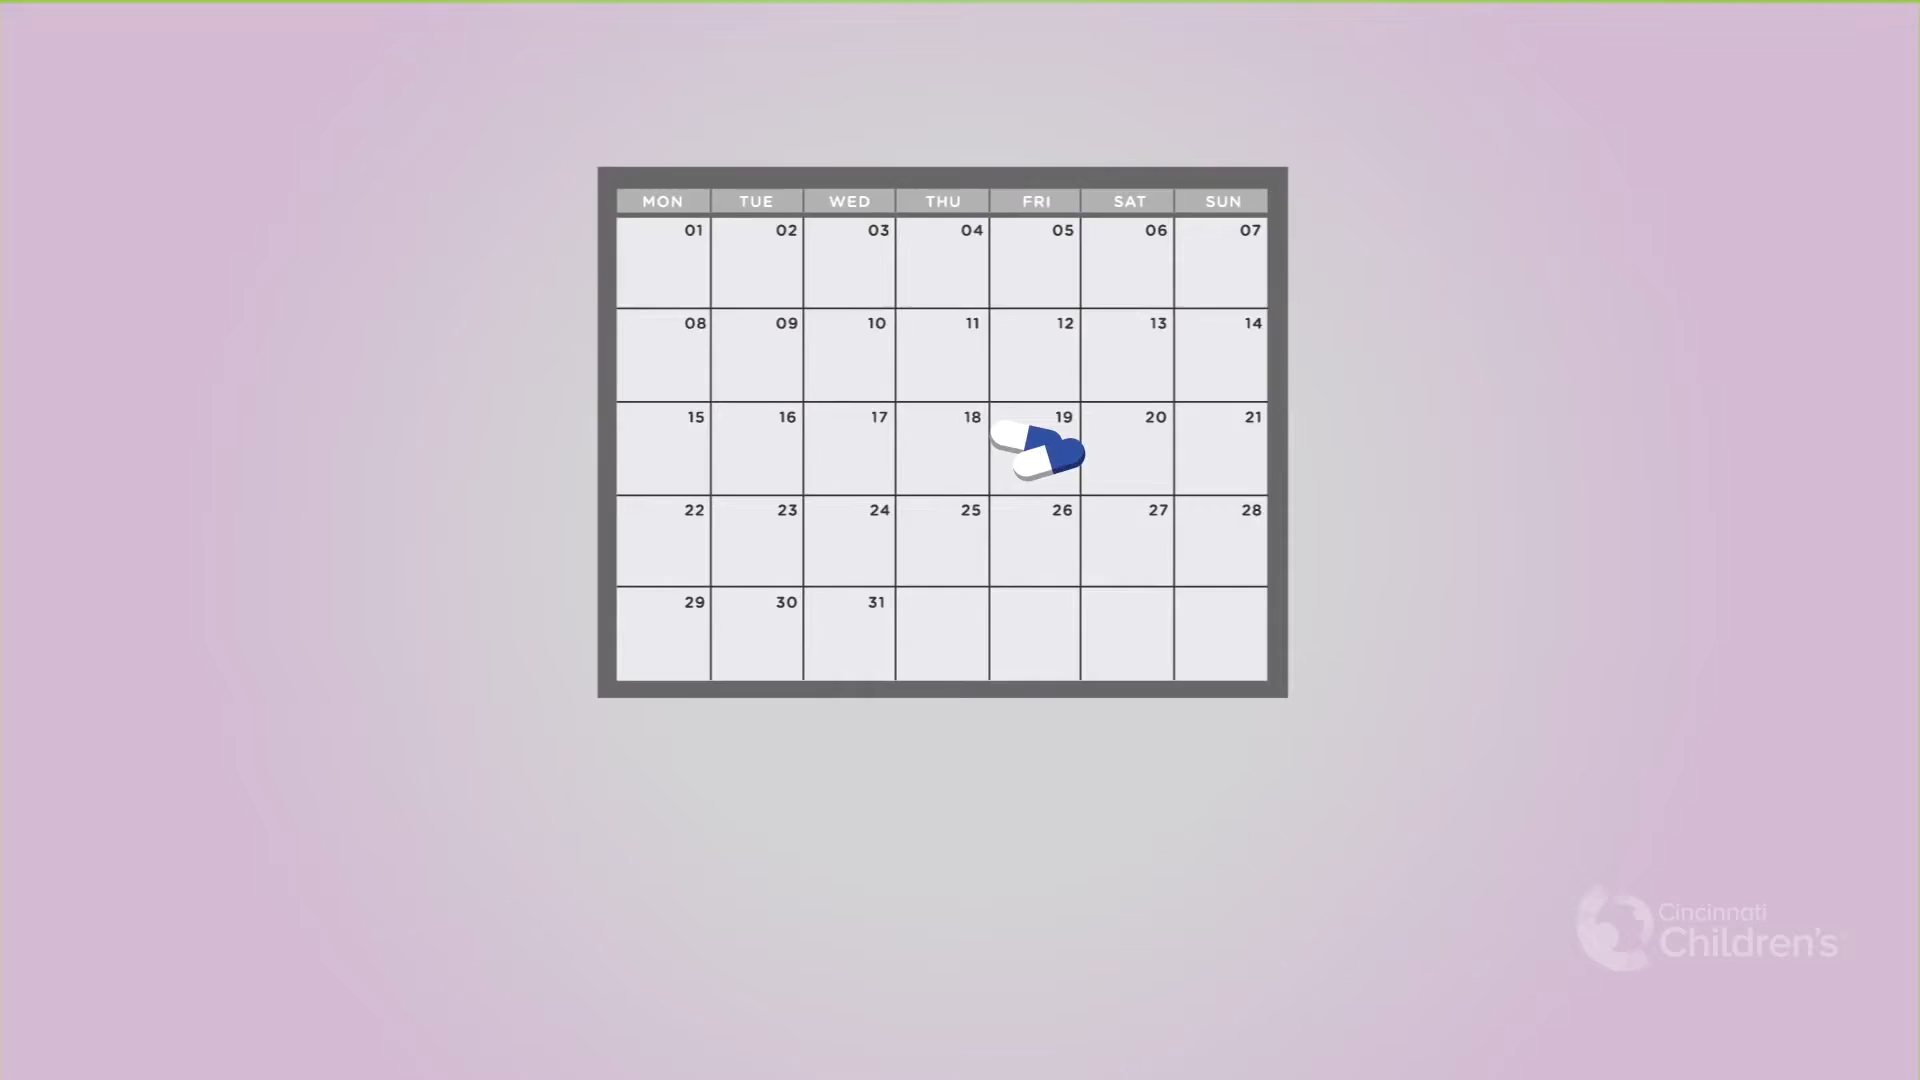 MON TUE WED THU FRI SAT SUN
01 02 03 04 05 06 07
08 09 10 11 12 13 14
15 16 17 18 19 20 21
22 23 24 25 26 27 28
29 30 31
Cincinnati
Children's